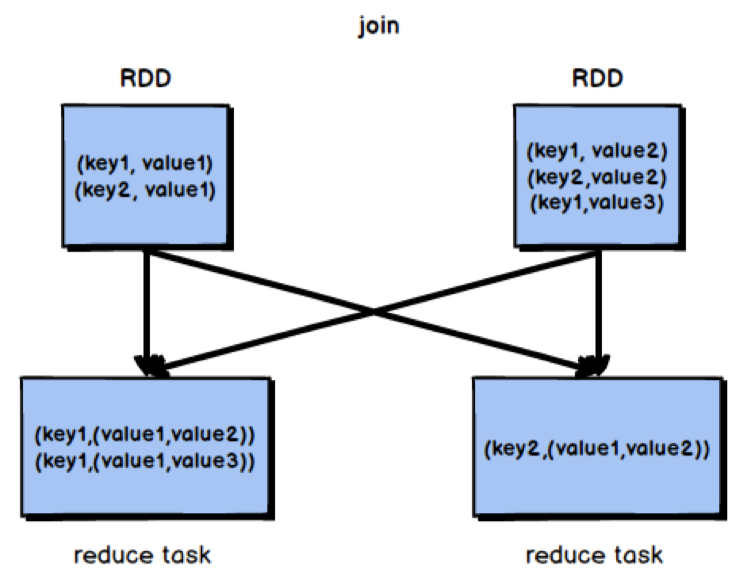 join
RDD
RDD
(key1, value1)
(key2, value1)
(key1, value2)
(key2,value2)
(key1,value3)
(key1,(value1,value2))
(key1,(value1,value3))
(key2,(value1,value2))
reduce task
reduce task